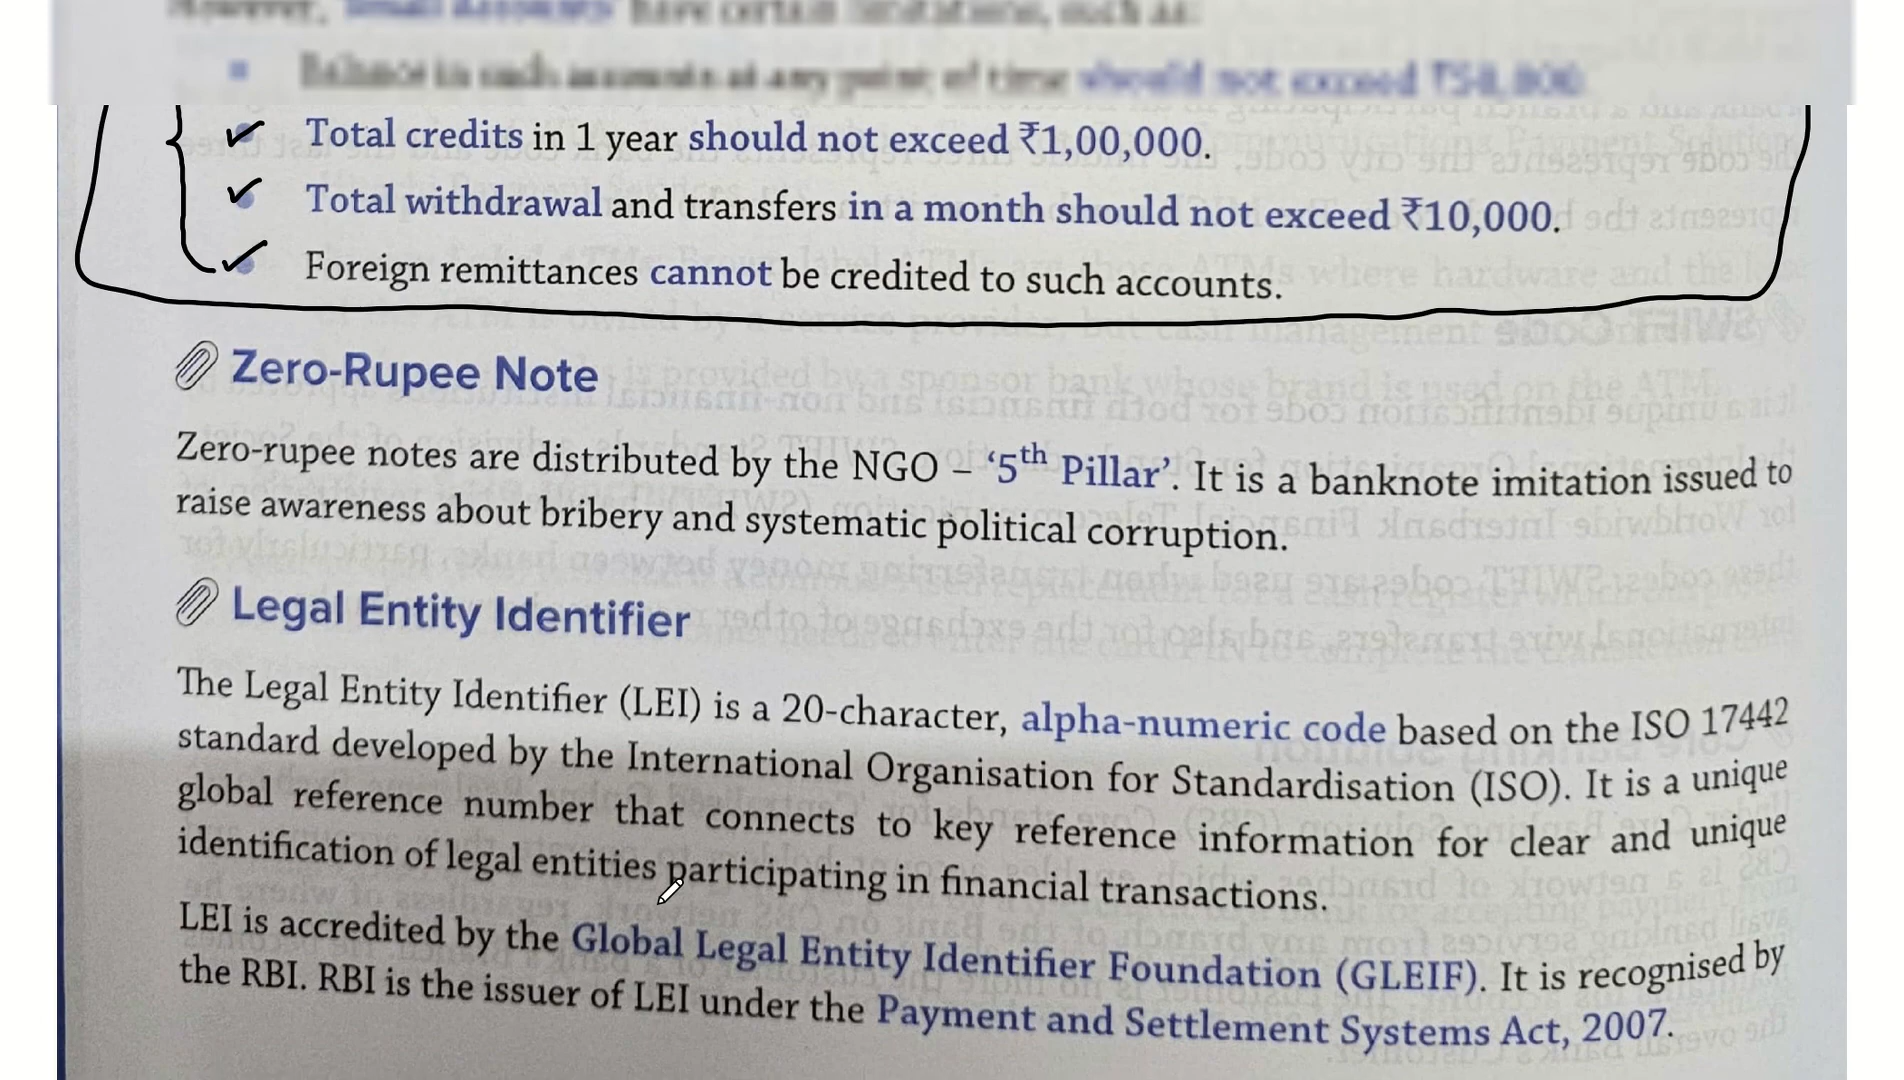 should not exceed
Total credits in 1 year should not exceed ₹1,00,000.
Total withdrawal and transfers in a month should not exceed ₹10,000.
Foreign remittances cannot be credited to such accounts.
Zero-Rupee Note
Zero-rupee notes are distributed by the NGO – ‘5th Pillar’. It is a banknote imitation issued to
raise awareness about bribery and systematic political corruption.
Legal Entity Identifier
The Legal Entity Identifier (LEI) is a 20-character, alpha-numeric code based on the ISO 17442
standard developed by the International Organisation for Standardisation (ISO). It is a unique
global reference number that connects to key reference information for clear and unique
identification of legal entities participating in financial transactions.
LEI is accredited by the Global Legal Entity Identifier Foundation (GLEIF). It is recognised by
the RBI. RBI is the issuer of LEI under the Payment and Settlement Systems Act, 2007.